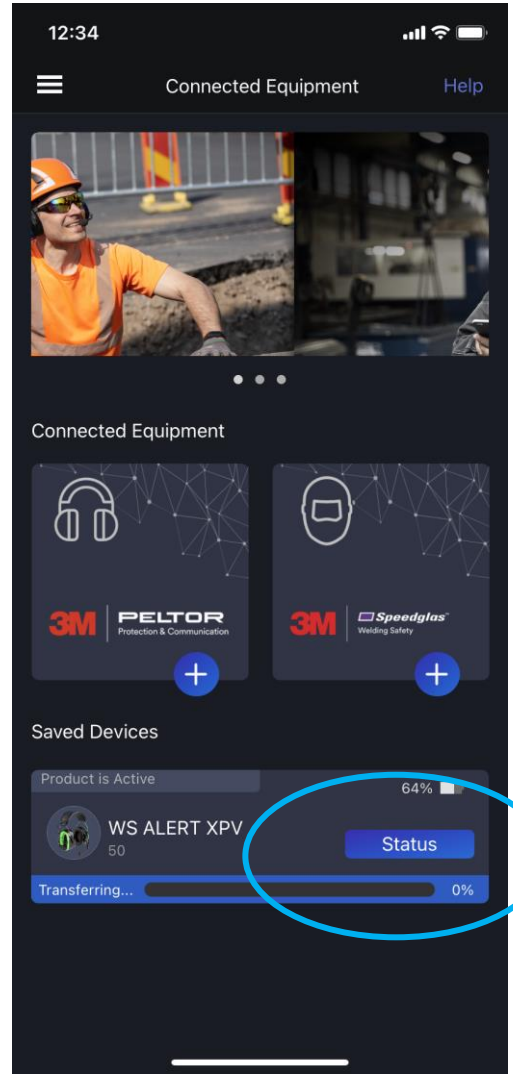 12:34
Connected Equipment Help
Connected Equipment
3M PELTOR
Protection & Communication
3M Speedglas™
Welding Safety
Saved Devices
Product is Active
64%
WS ALERT XPV
50
Status
Transferring... 0%